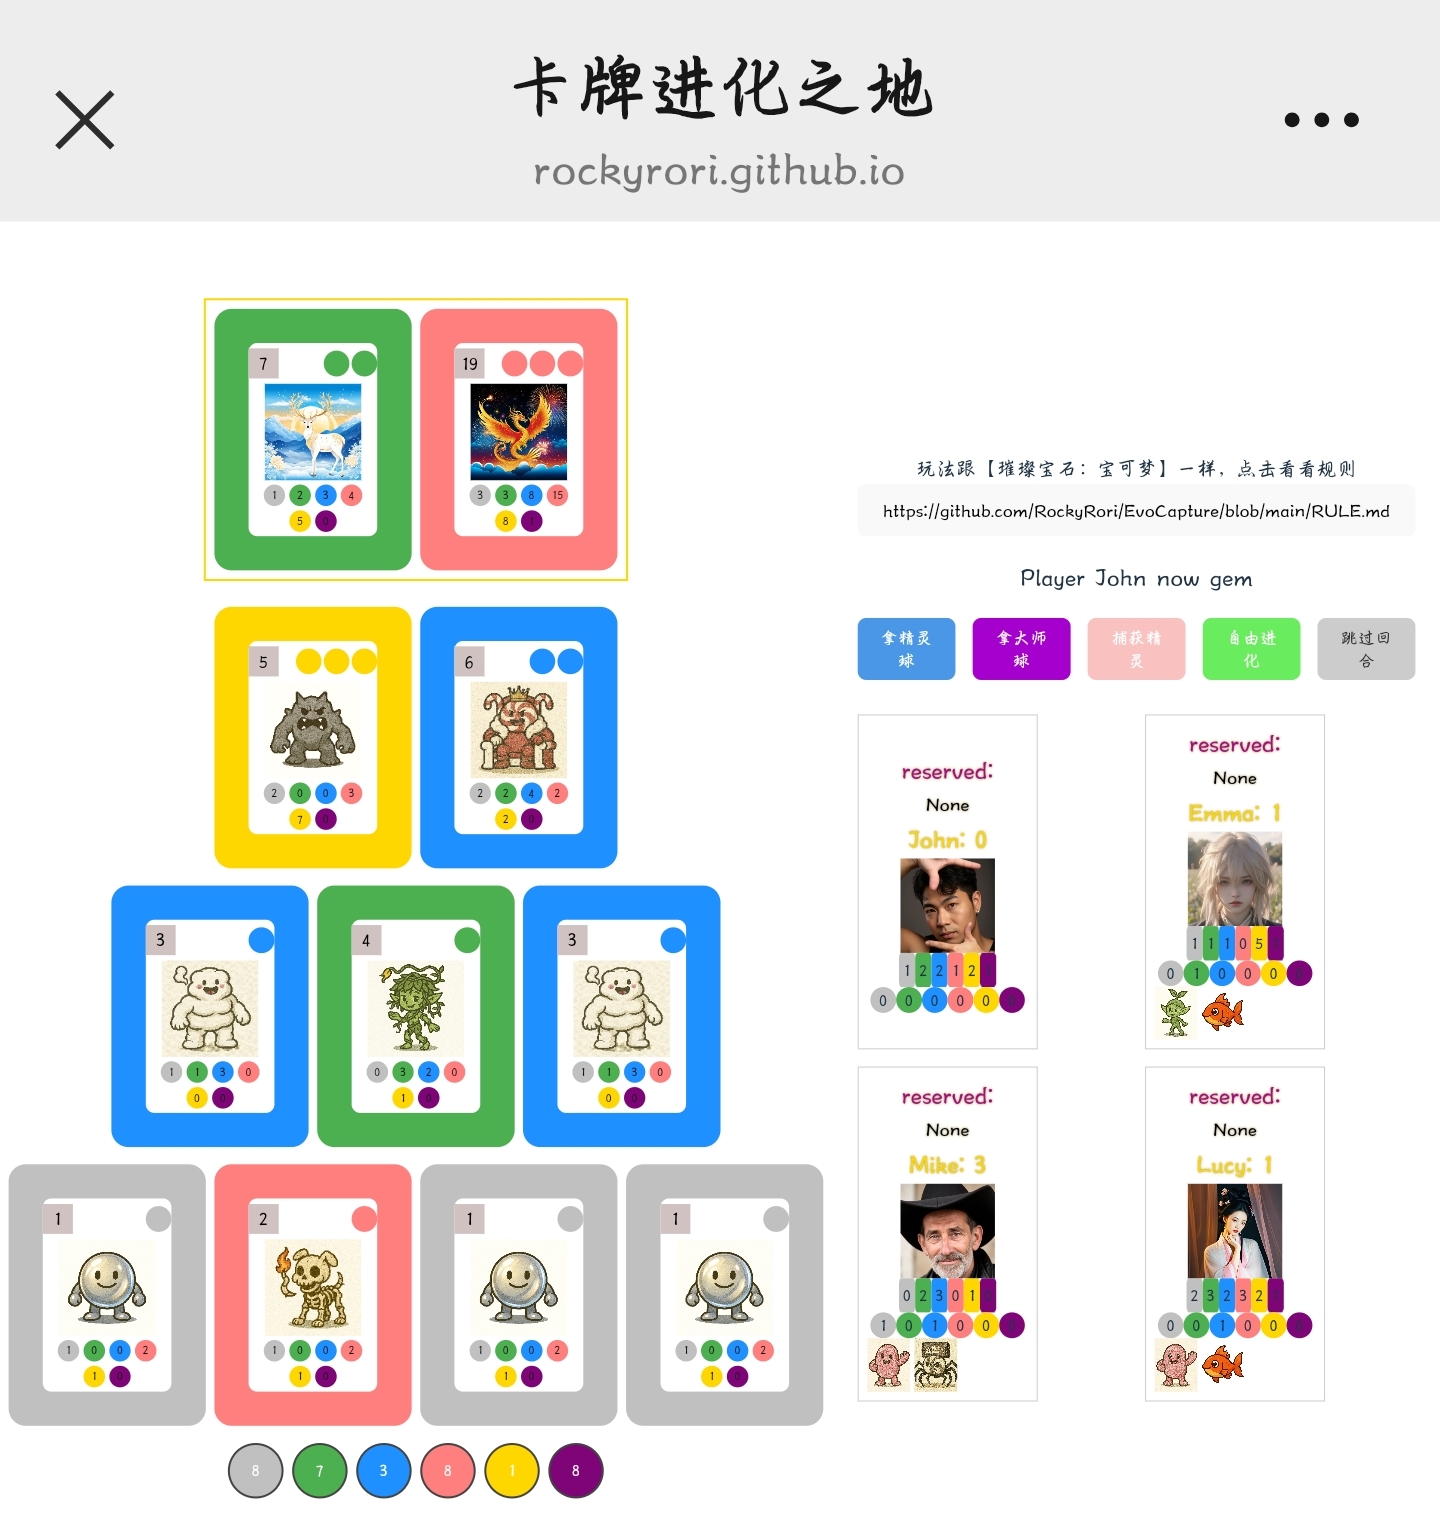 卡牌进化之地
rockyrori.github.io
7
1 2 3 4
5 0
19
3 3 8 15
8 1
5
2 0 0 3
7 0
6
2 2 4 2
2 0
3
1 1 3 0
0 0
4
0 3 2 0
1 0
3
1 1 3 0
0 0
1
1 0 0 2
1 0
2
1 0 0 2
1 0
1
1 0 0 2
1 0
1
1 0 0 2
1 0
8 7 3 8 1 8
玩法跟【璀璨宝石：宝可梦】一样，点击看看规则
https://github.com/RockyRori/EvoCapture/blob/main/RULE.md
Player John now gem
拿精灵
球
拿大师
球
捕获精
灵
自由进
化
跳过回
合
reserved:
None
John: 0
1 2 2 1 2 1
0 0 0 0 0 0
reserved:
None
Emma: 1
1 1 1 0 5
0 1 0 0 0 0
reserved:
None
Mike: 3
0 2 3 0 1
1 0 1 0 0 0
reserved:
None
Lucy: 1
2 3 2 3 2
0 0 1 0 0 0